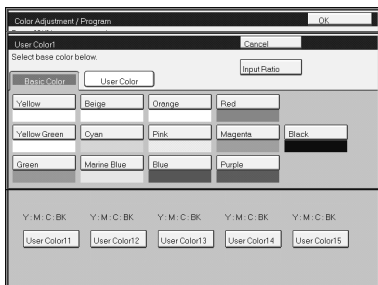 Color Adjustment / Program OK
User Color1 Cancel
Select base color below.
Input Ratio
Basic Color User Color
Yellow Beige Orange Red
Yellow Green Cyan Pink Magenta Black
Green Marine Blue Blue Purple
Y : M : C : BK Y : M : C : BK Y : M : C : BK Y : M : C : BK Y : M : C : BK
User Color11 User Color12 User Color13 User Color14 User Color15